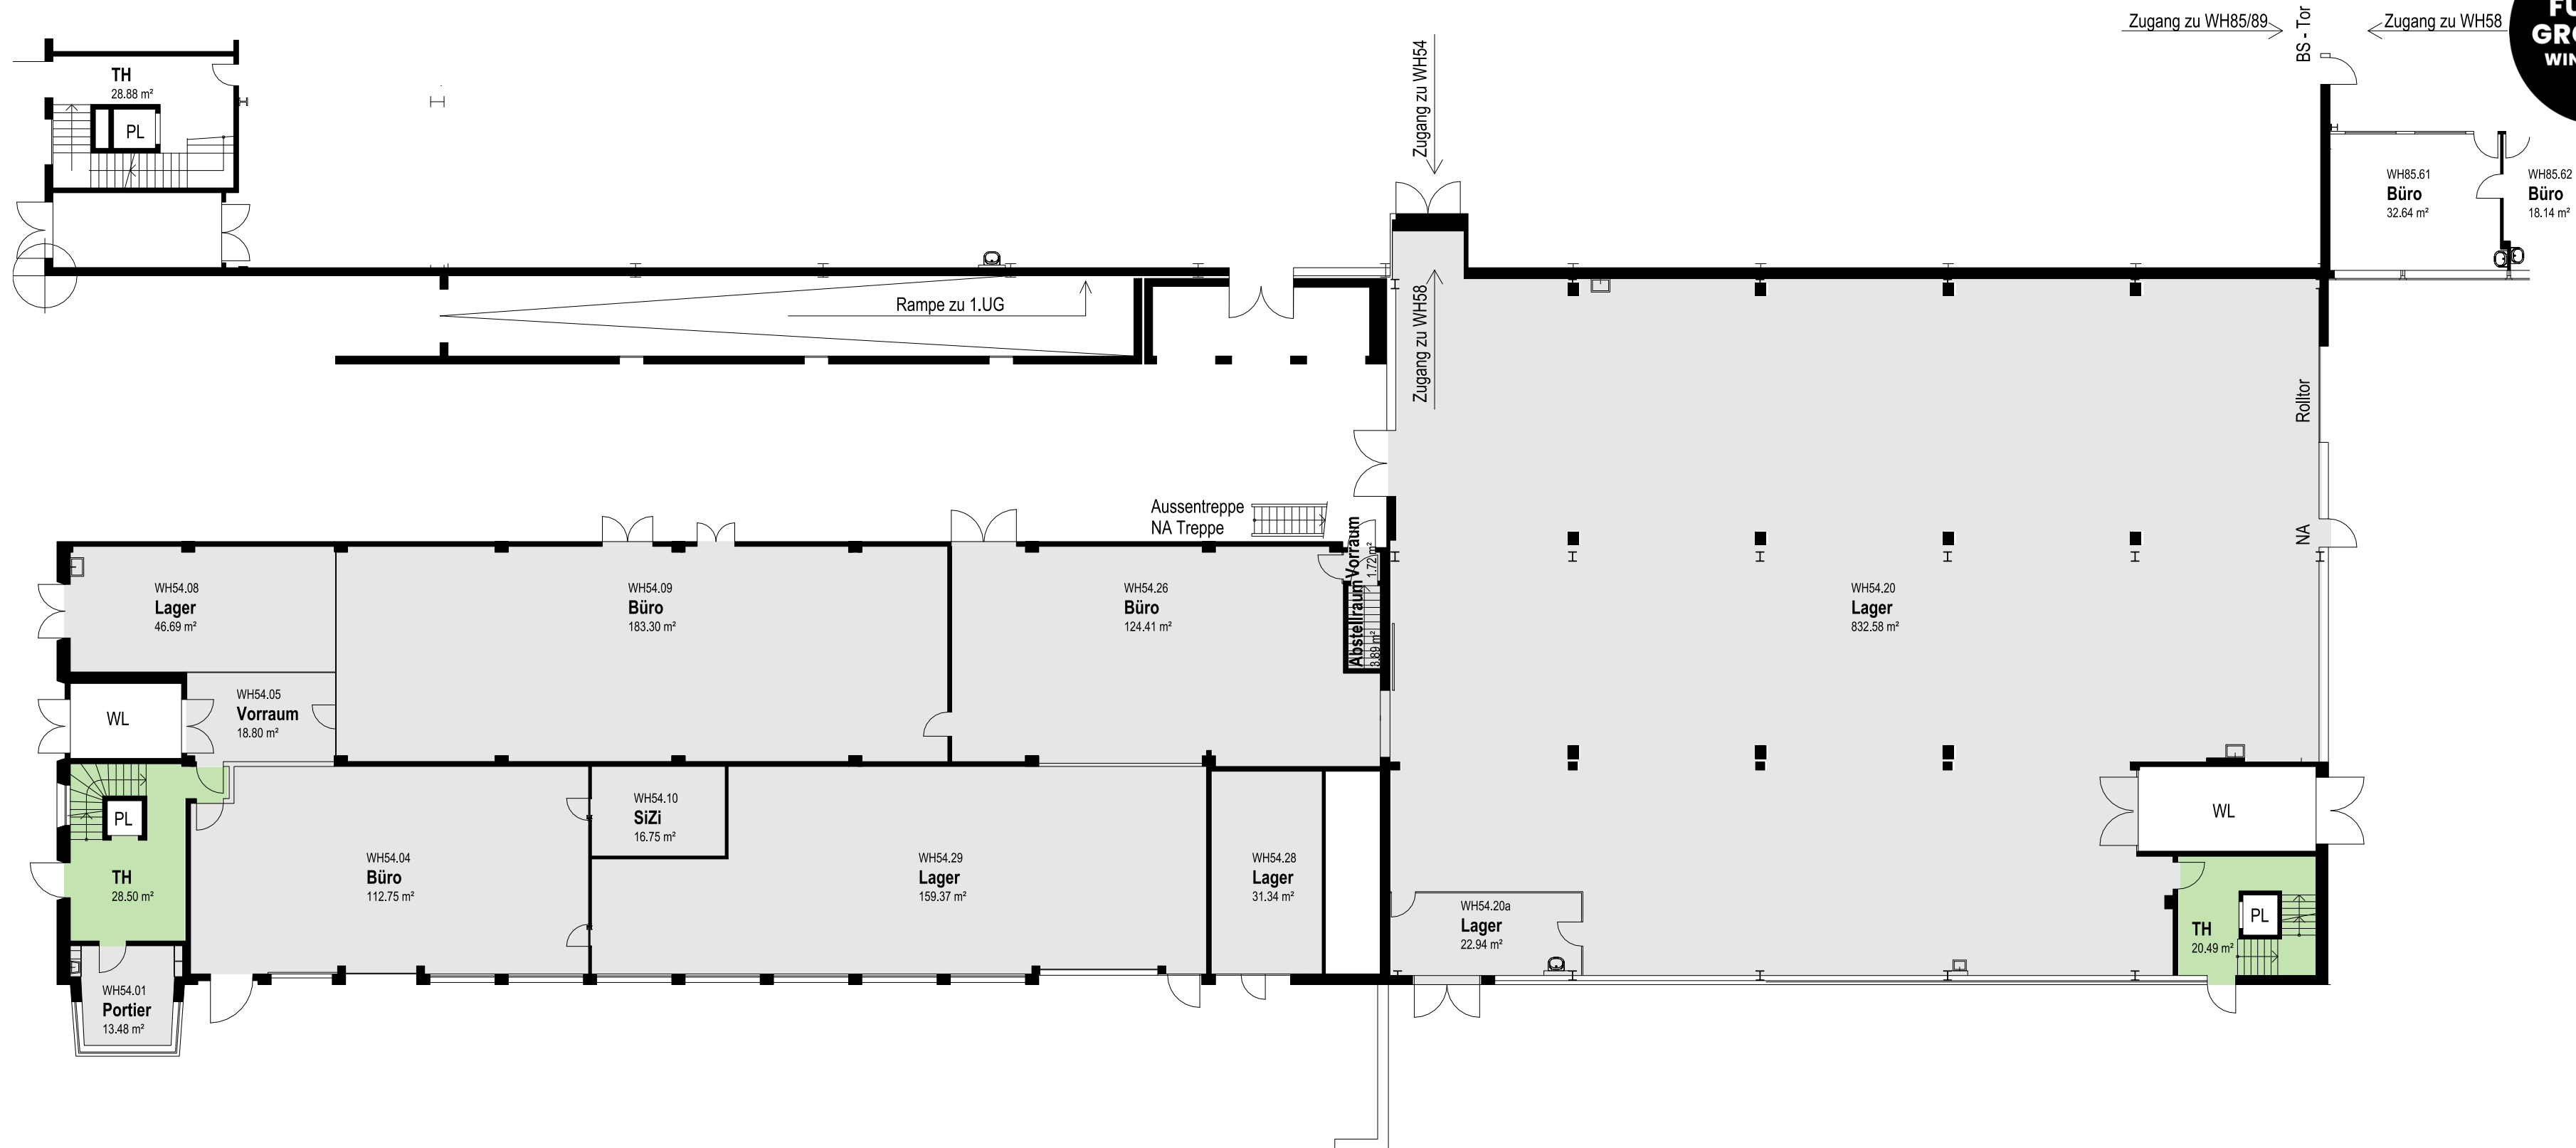 Zugang zu WH85/89
BS - Tor
Zugang zu WH58
WIN
TH
28.88 m²
PL
Zugang zu WH54
WH85.61
Büro
32.64 m²
WH85.62
Büro
18.14 m²
Rampe zu 1.UG
Zugang zu WH58
Rolltor
Aussentreppe
NA Treppe
NA
Vorraum
1.72 m²
Abstellraum
WH54.08
Lager
46.69 m²
WH54.09
Büro
183.30 m²
WH54.26
Büro
124.41 m²
WH54.20
Lager
832.58 m²
WL
WH54.05
Vorraum
18.80 m²
PL
WH54.10
SiZi
16.75 m²
WL
TH
28.50 m²
WH54.04
Büro
112.75 m²
WH54.29
Lager
159.37 m²
WH54.28
Lager
31.34 m²
WH54.20a
Lager
22.94 m²
PL
TH
20.49 m²
WH54.01
Portier
13.48 m²